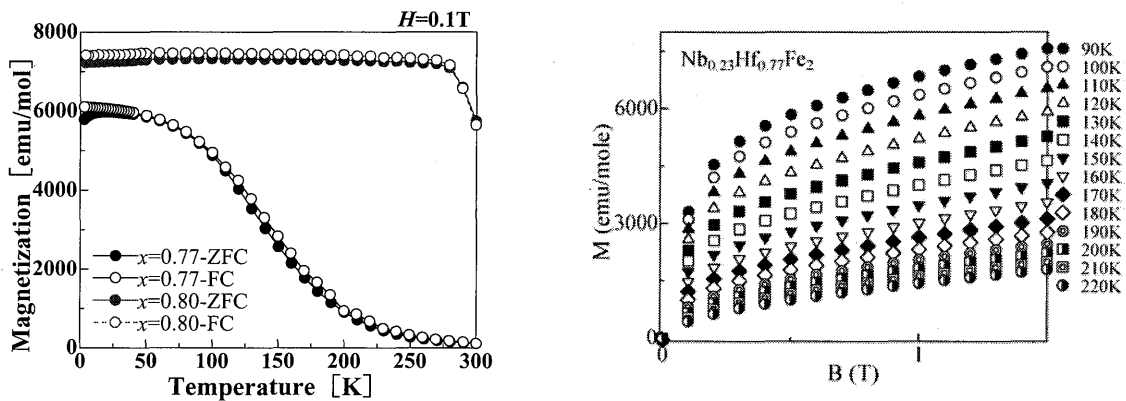 H=0.1T
8000
6000
4000
2000
0
Magnetization [emu/mol]
x=0.77-ZFC
x=0.77-FC
x=0.80-ZFC
x=0.80-FC
0 50 100 150 200 250 300
Temperature [K]
Nb0.23Hf0.77Fe2
6000
3000
0
M (emu/mole)
0 1
B (T)
90K
100K
110K
120K
130K
140K
150K
160K
170K
180K
190K
200K
210K
220K